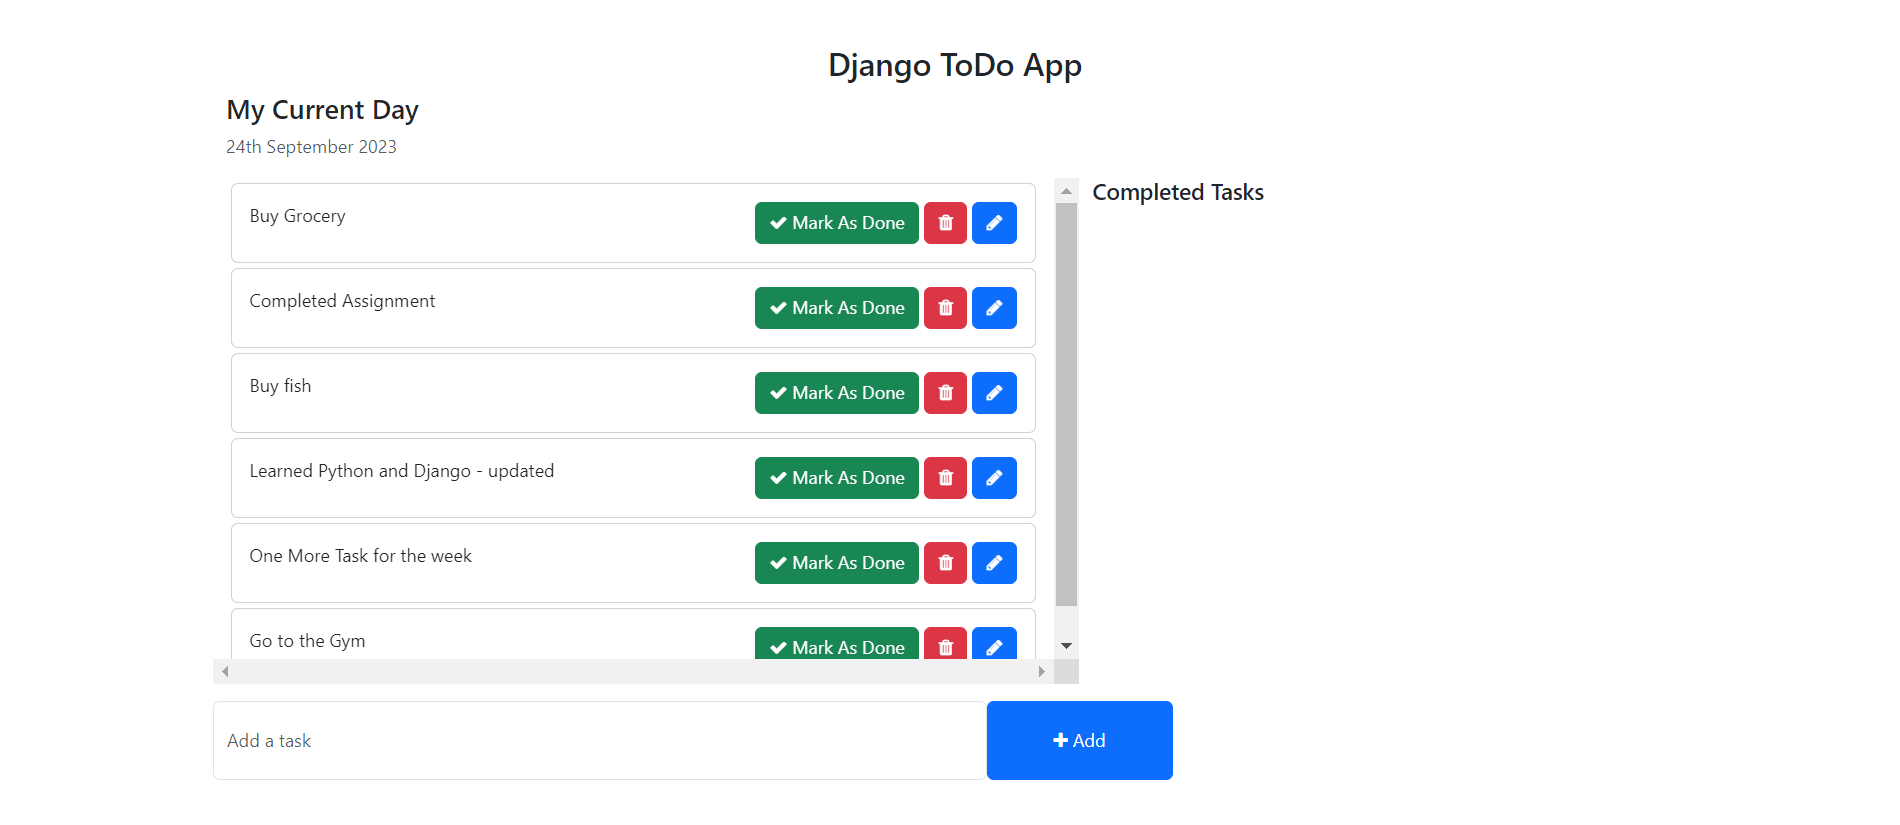 Django ToDo App
My Current Day
24th September 2023
Completed Tasks
Buy Grocery Mark As Done
Completed Assignment Mark As Done
Buy fish Mark As Done
Learned Python and Django - updated Mark As Done
One More Task for the week Mark As Done
Go to the Gym Mark As Done
Add a task Add